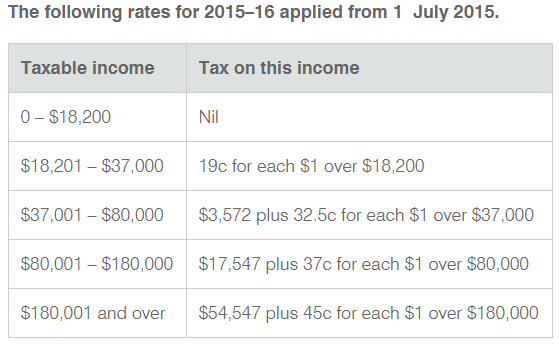 The following rates for 2015–16 applied from 1 July 2015.
Taxable income Tax on this income
0 – $18,200 Nil
$18,201 – $37,000 19c for each $1 over $18,200
$37,001 – $80,000 $3,572 plus 32.5c for each $1 over $37,000
$80,001 – $180,000 $17,547 plus 37c for each $1 over $80,000
$180,001 and over $54,547 plus 45c for each $1 over $180,000